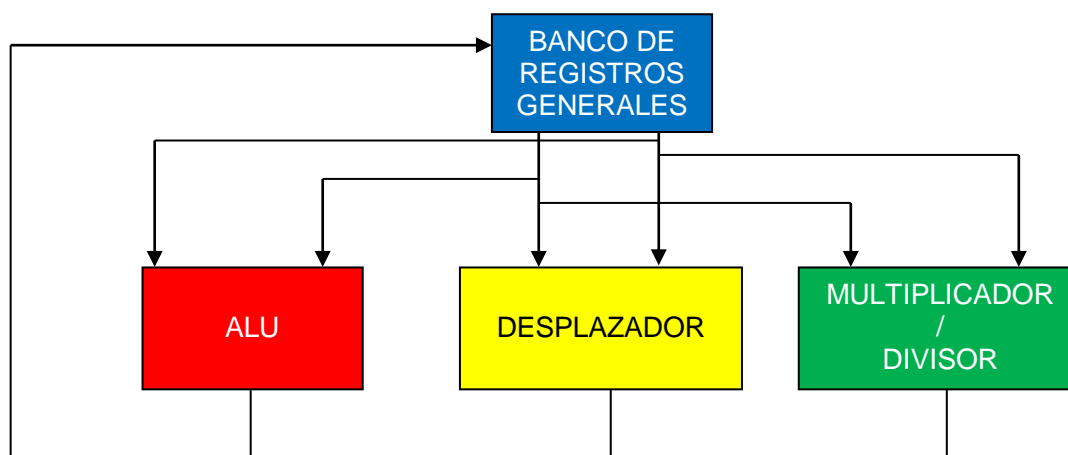 BANCO DE
REGISTROS
GENERALES
ALU
DESPLAZADOR
MULTIPLICADOR
/
DIVISOR